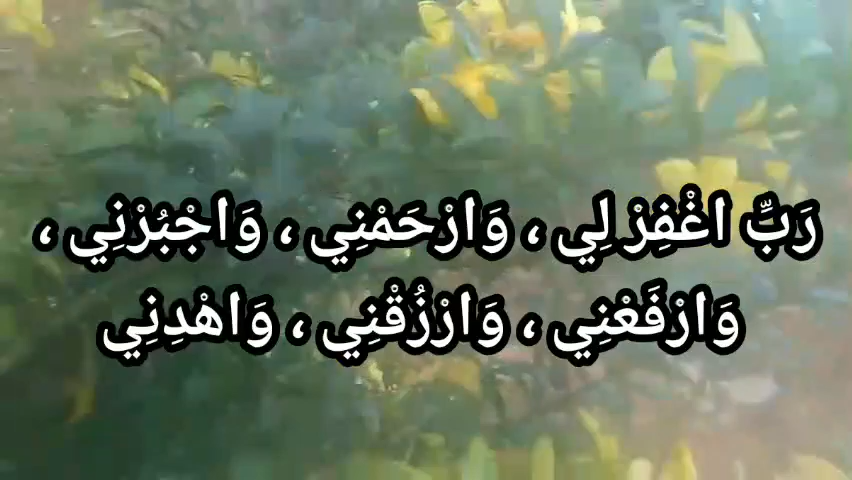 رَبِّ اغْفِرْ لِي ، وَارْحَمْنِي ، وَاجْبُرْنِي ،
وَارْفَعْنِي ، وَارْزُقْنِي ، وَاهْدِنِي